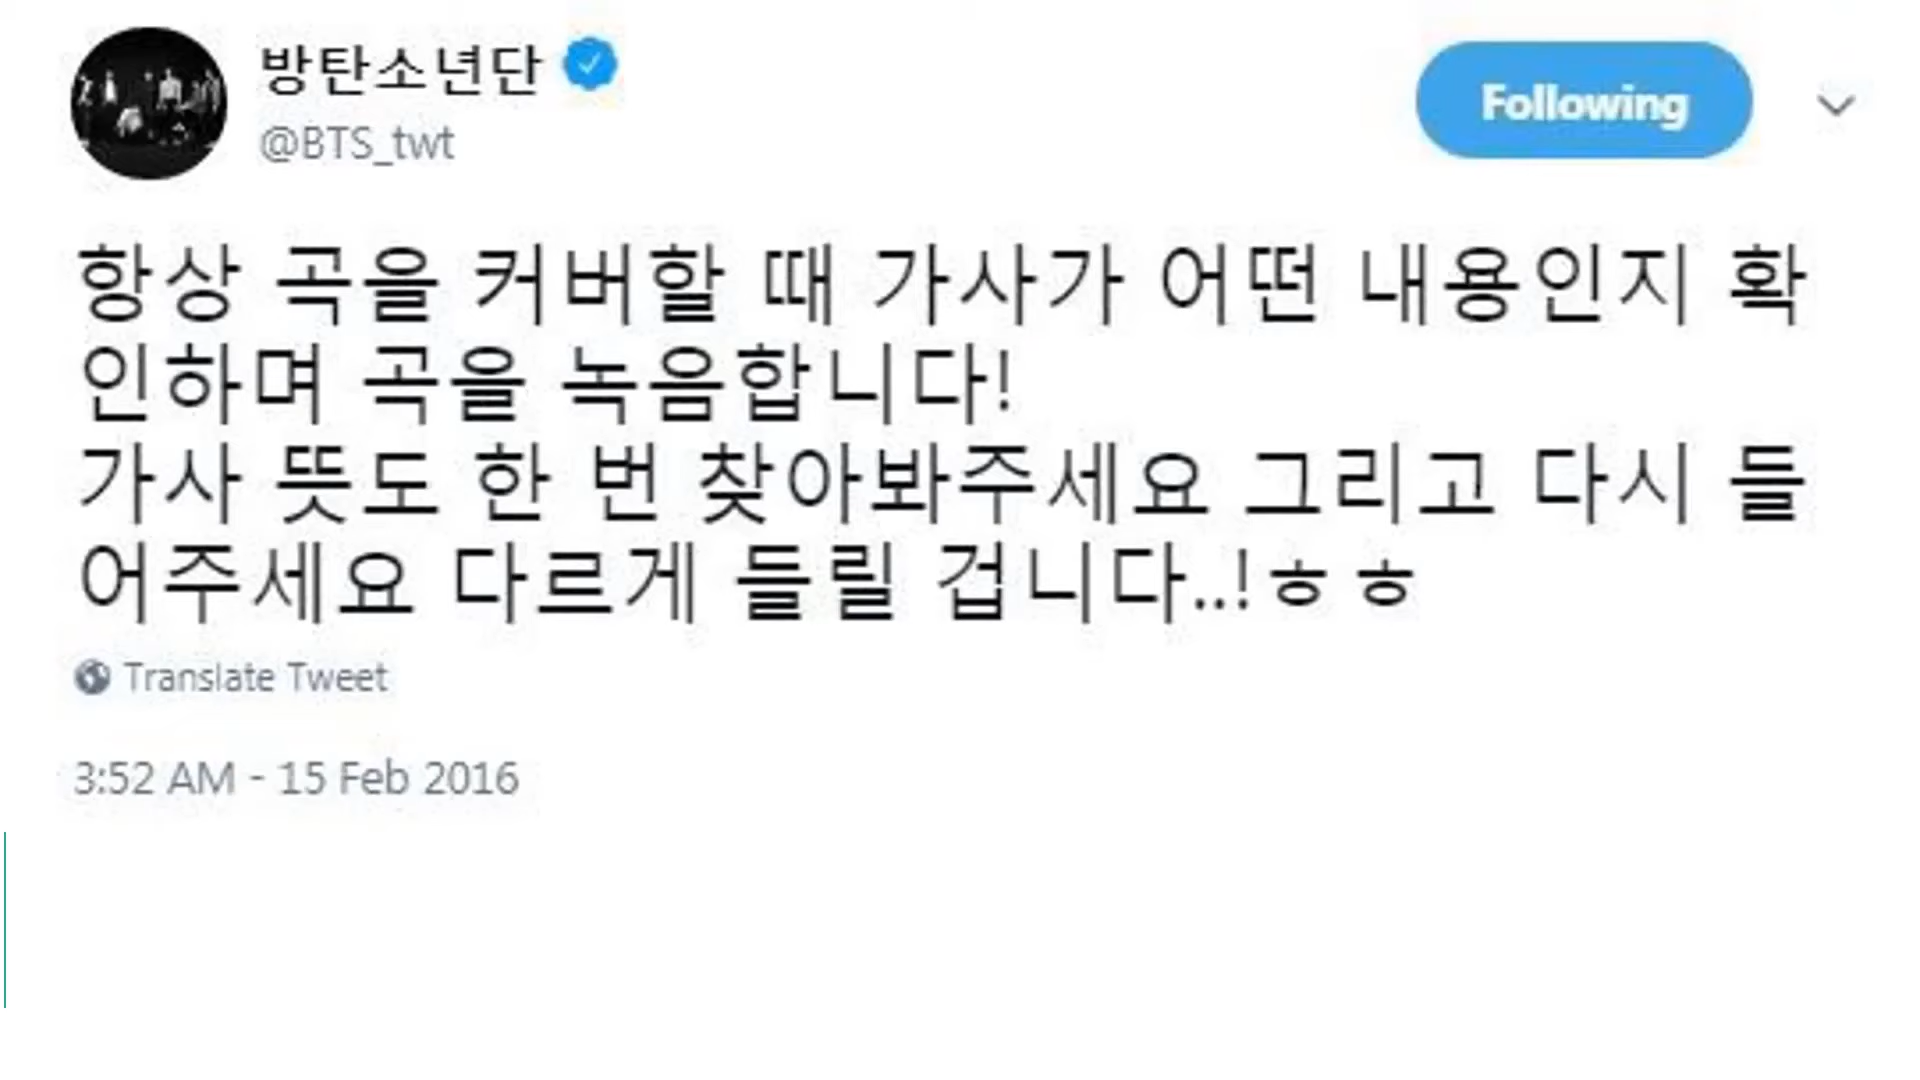 방탄소년단
@BTS_twt
Following
항상 곡을 커버할 때 가사가 어떤 내용인지 확
인하며 곡을 녹음합니다!
가사 뜻도 한 번 찾아봐주세요 그리고 다시 들
어주세요 다르게 들릴 겁니다..!ㅎㅎ
Translate Tweet
3:52 AM - 15 Feb 2016